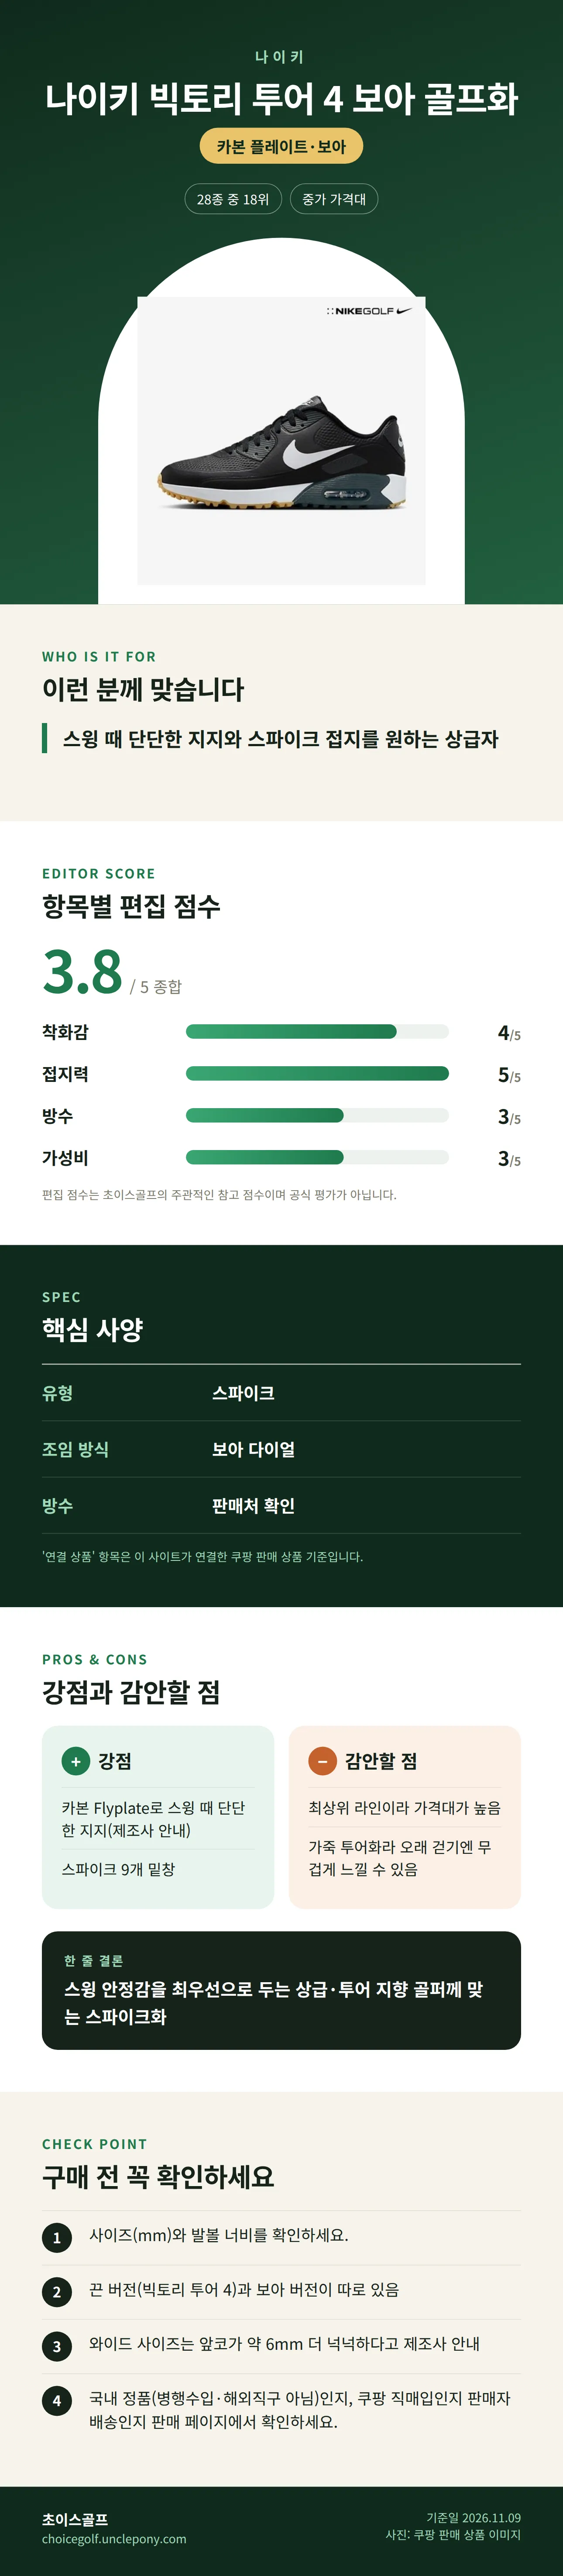 나이키
나이키 빅토리 투어 4 보아 골프화
카본 플레이트·보아
28종 중 18위
중가 가격대
NIKEGOLF
WHO IS IT FOR
이런 분께 맞습니다
스윙 때 단단한 지지와 스파이크 접지를 원하는 상급자
EDITOR SCORE
항목별 편집 점수
3.8 / 5 종합
착화감 4/5
접지력 5/5
방수 3/5
가성비 3/5
편집 점수는 초이스골프의 주관적인 참고 점수이며 공식 평가가 아닙니다.
SPEC
핵심 사양
유형 스파이크
조임 방식 보아 다이얼
방수 판매처 확인
'연결 상품' 항목은 이 사이트가 연결한 쿠팡 판매 상품 기준입니다.
PROS & CONS
강점과 감안할 점
+ 강점
카본 Flyplate로 스윙 때 단단
한 지지(제조사 안내)
스파이크 9개 밑창
− 감안할 점
최상위 라인이라 가격대가 높음
가죽 투어화라 오래 걷기엔 무
겁게 느낄 수 있음
한 줄 결론
스윙 안정감을 최우선으로 두는 상급·투어 지향 골퍼께 맞
는 스파이크화
CHECK POINT
구매 전 꼭 확인하세요
1 사이즈(mm)와 발볼 너비를 확인하세요.
2 끈 버전(빅토리 투어 4)과 보아 버전이 따로 있음
3 와이드 사이즈는 앞코가 약 6mm 더 넉넉하다고 제조사 안내
4 국내 정품(병행수입·해외직구 아님)인지, 쿠팡 직매입인지 판매자
배송인지 판매 페이지에서 확인하세요.
초이스골프
choicegolf.unclepony.com
기준일 2026.11.09
사진: 쿠팡 판매 상품 이미지